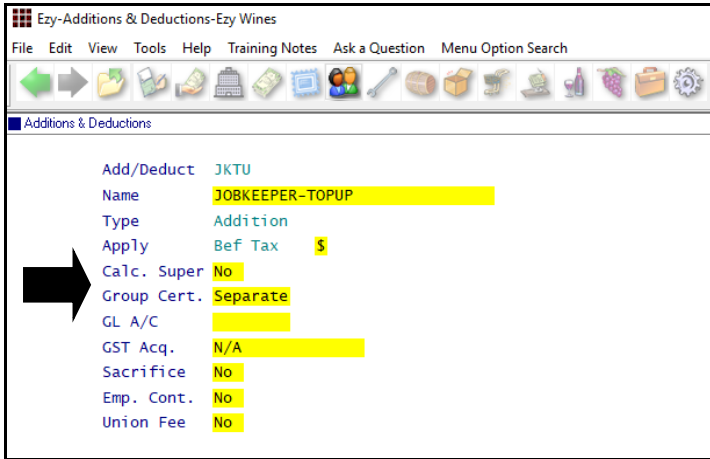 Ezy-Additions & Deductions-Ezy Wines
File Edit View Tools Help Training Notes Ask a Question Menu Option Search
Additions & Deductions
Add/Deduct JKTU
Name JOBKEEPER-TOPUP
Type Addition
Apply Bef Tax $
Calc. Super No
Group Cert. Separate
GL A/C
GST Acq. N/A
Sacrifice No
Emp. Cont. No
Union Fee No